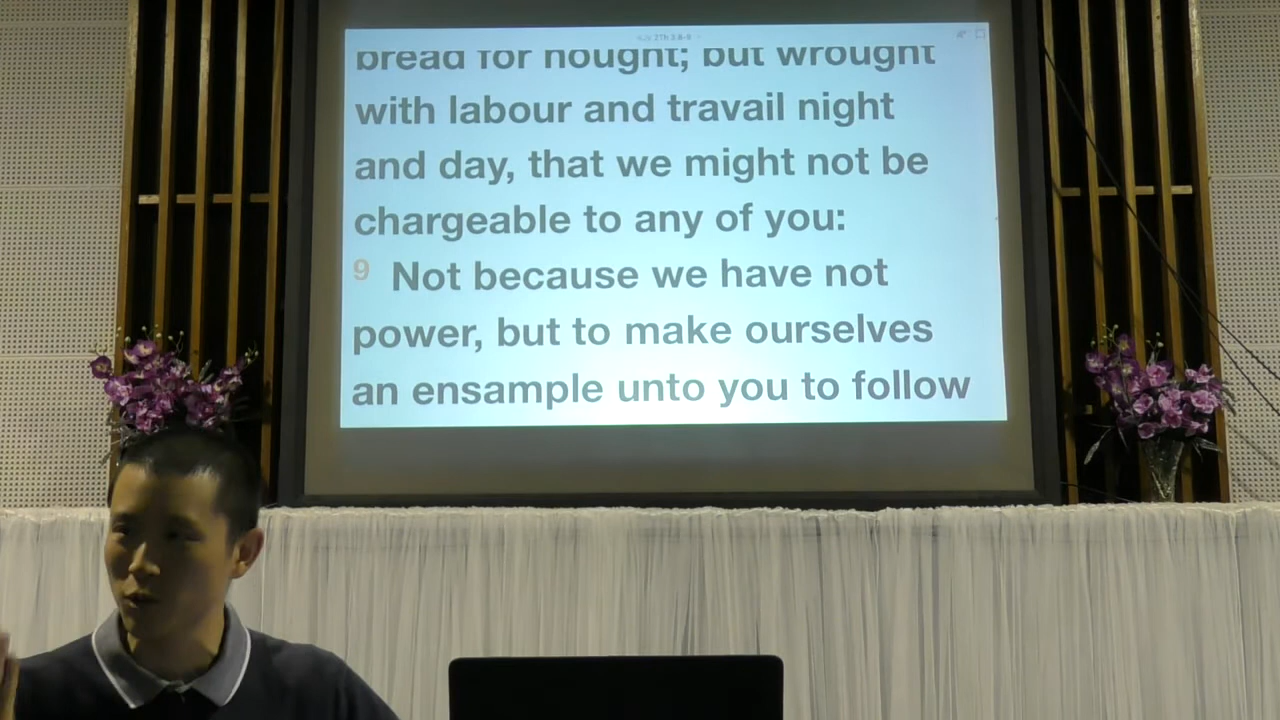 bread for nought; but wrought
with labour and travail night
and day, that we might not be
chargeable to any of you:
9 Not because we have not
power, but to make ourselves
an ensample unto you to follow